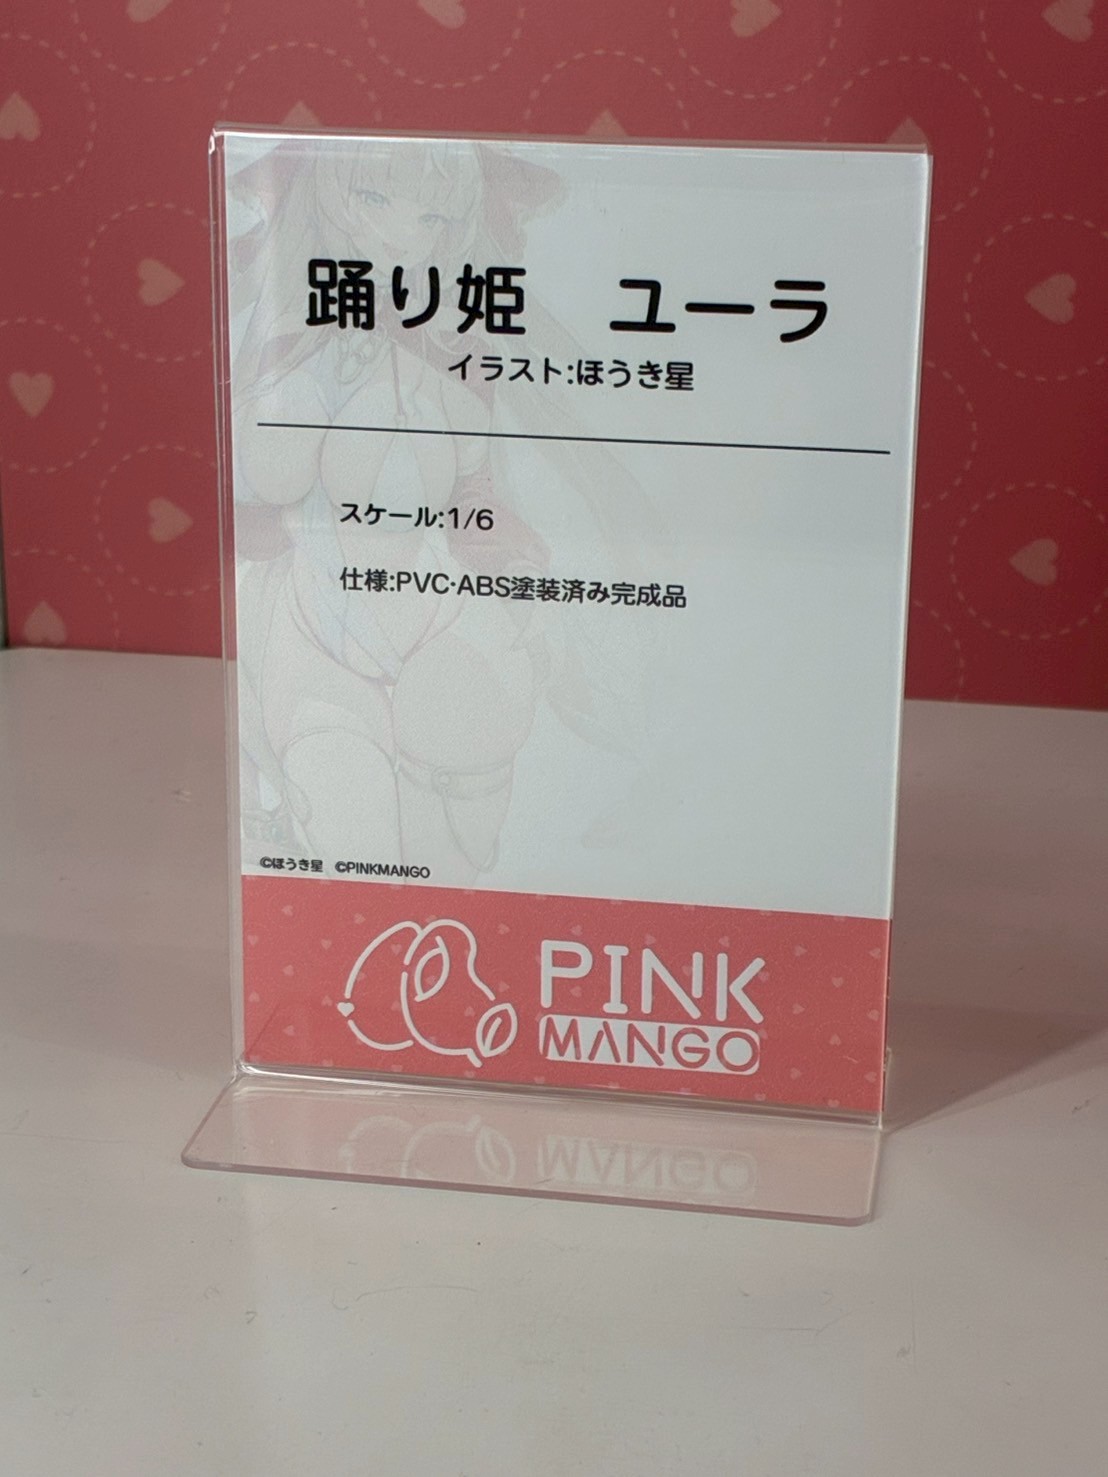 踊り姫　ユーラ
イラスト:ほうき星
スケール:1/6
仕様:PVC･ABS塗装済み完成品
©ほうき星　©PINKMANGO
PINK
MANGO